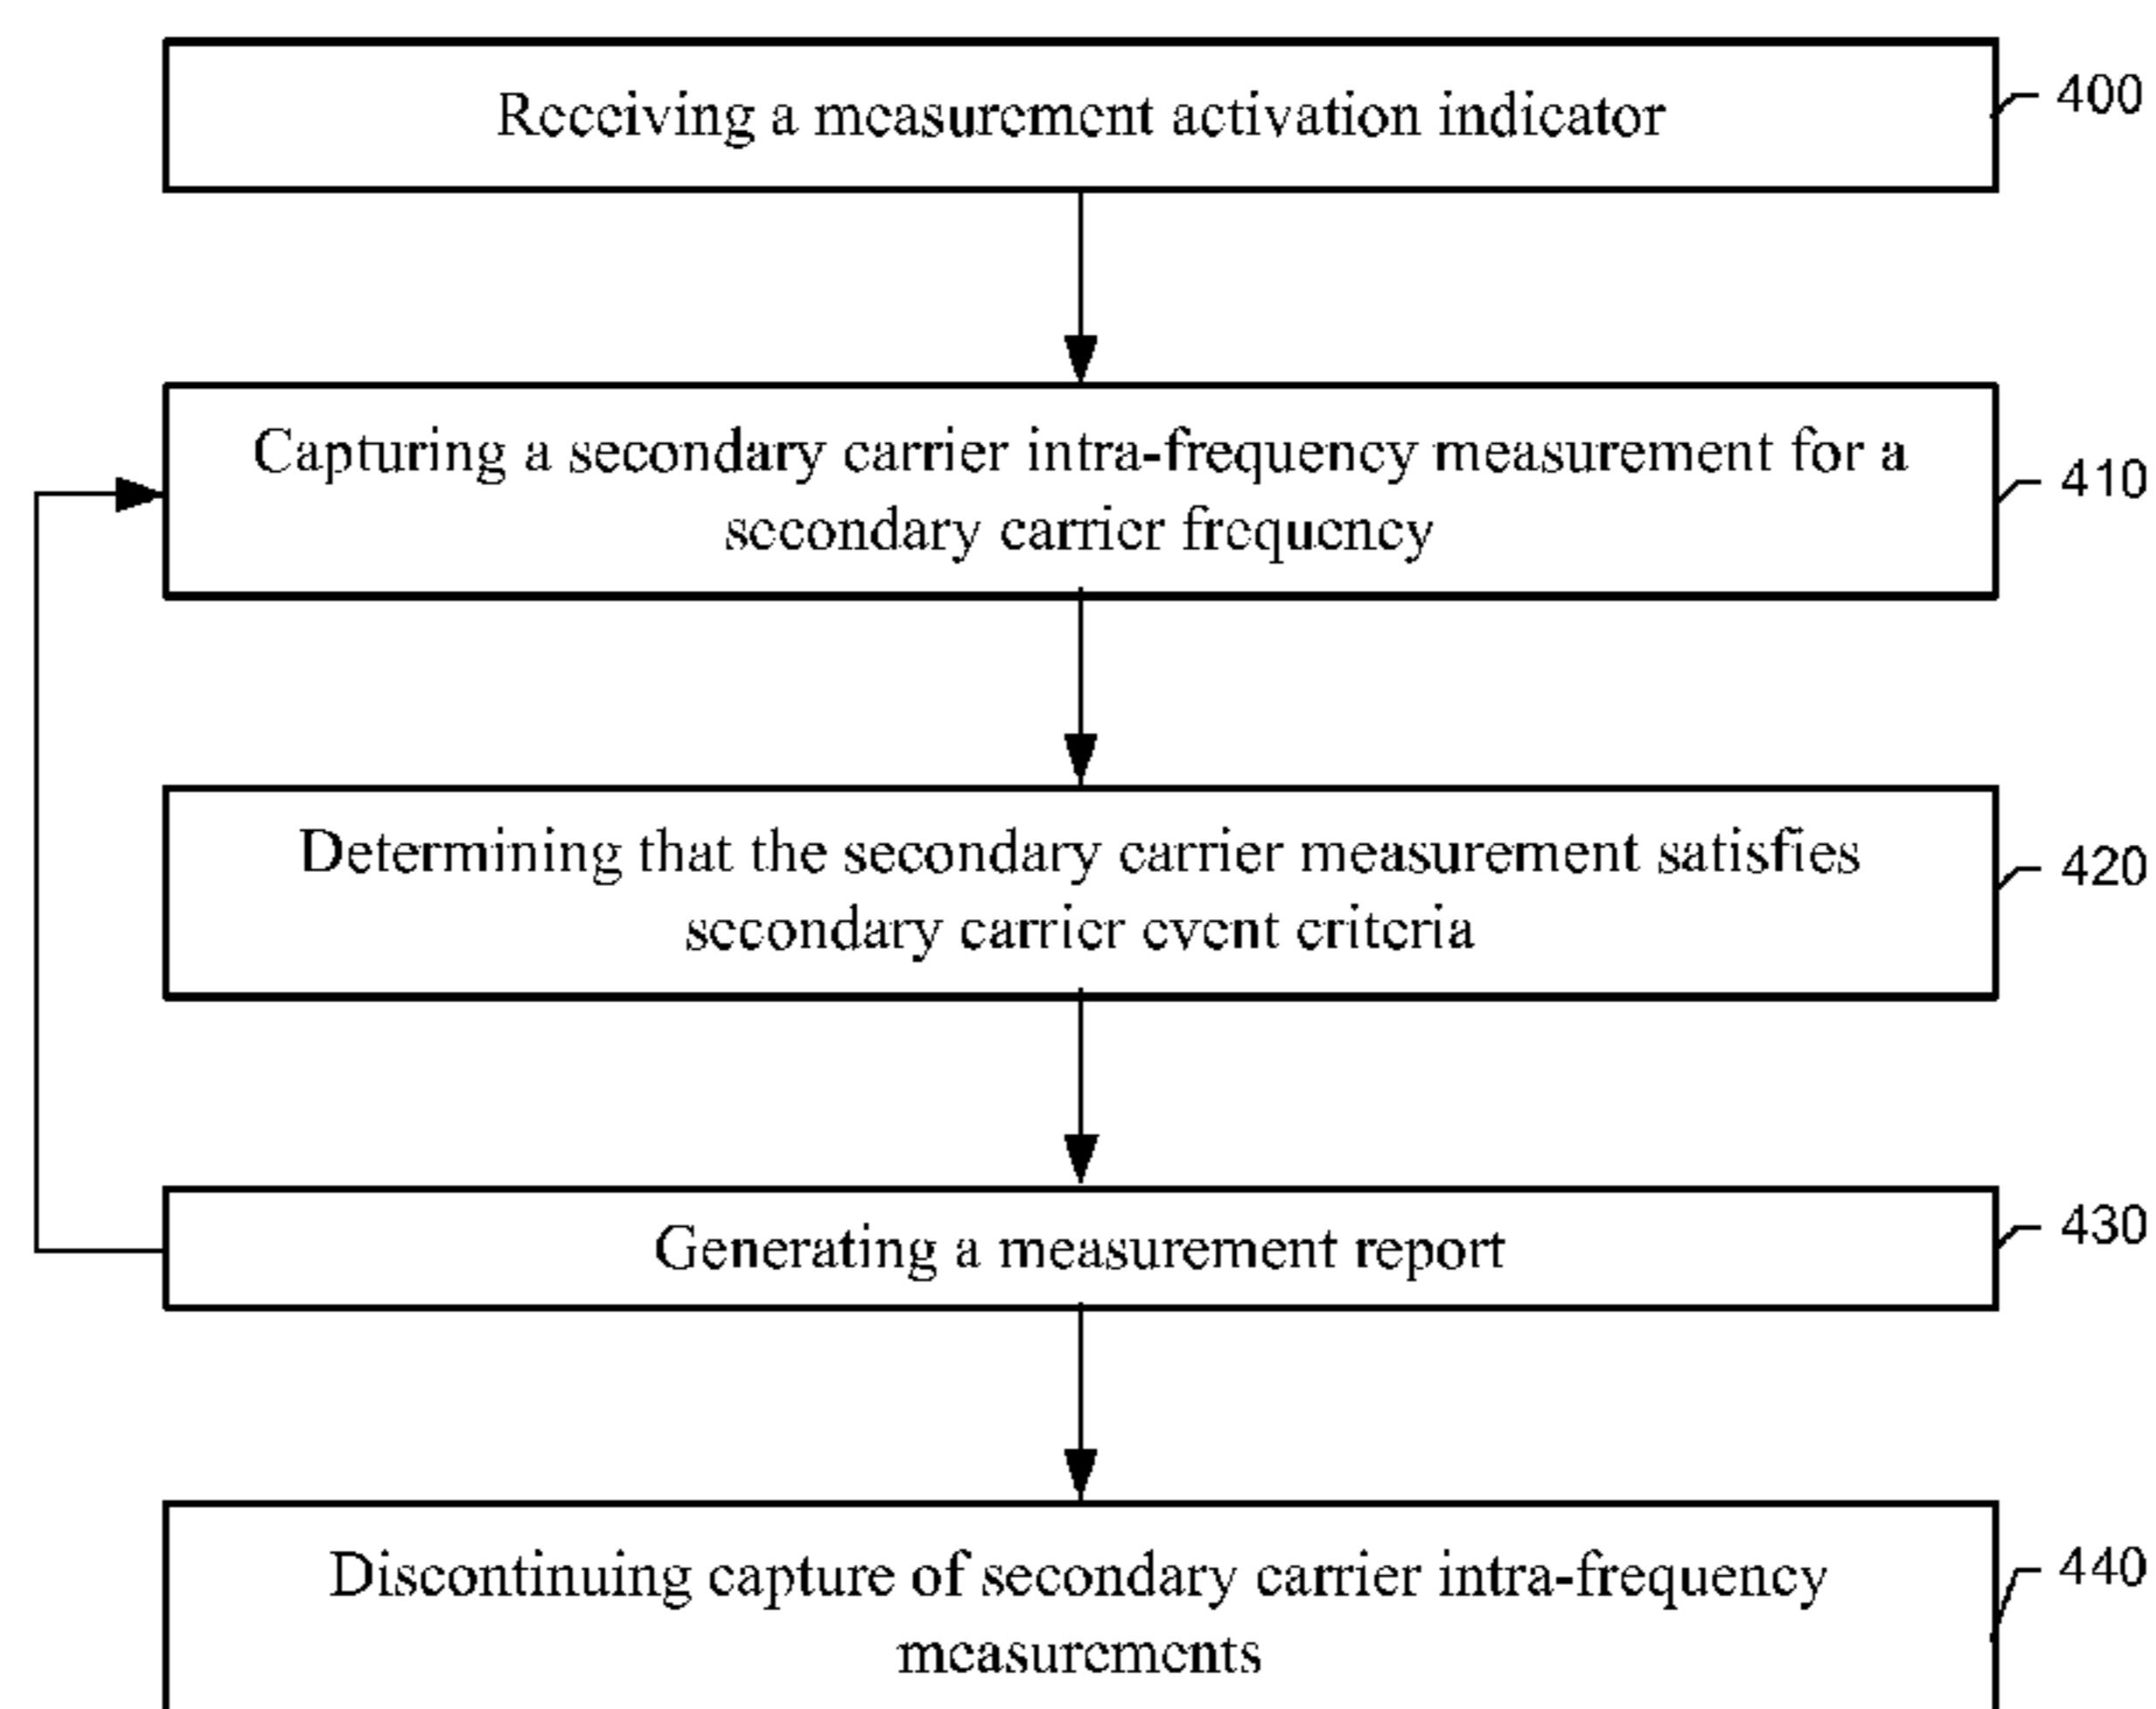 Receiving a measurement activation indicator
400
Capturing a secondary carrier intra-frequency measurement for a
secondary carrier frequency
410
Determining that the secondary carrier measurement satisfies
secondary carrier event criteria
420
Generating a measurement report
430
Discontinuing capture of secondary carrier intra-frequency
measurements
440